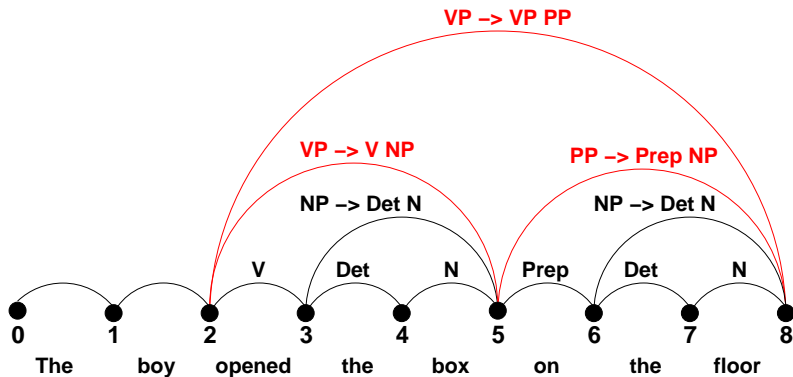 VP −> VP PP
VP −> V NP
PP −> Prep NP
NP −> Det N NP −> Det N
V Det N Prep Det N
0 1 2 3 4 5 6 7 8
The boy opened the box on the floor